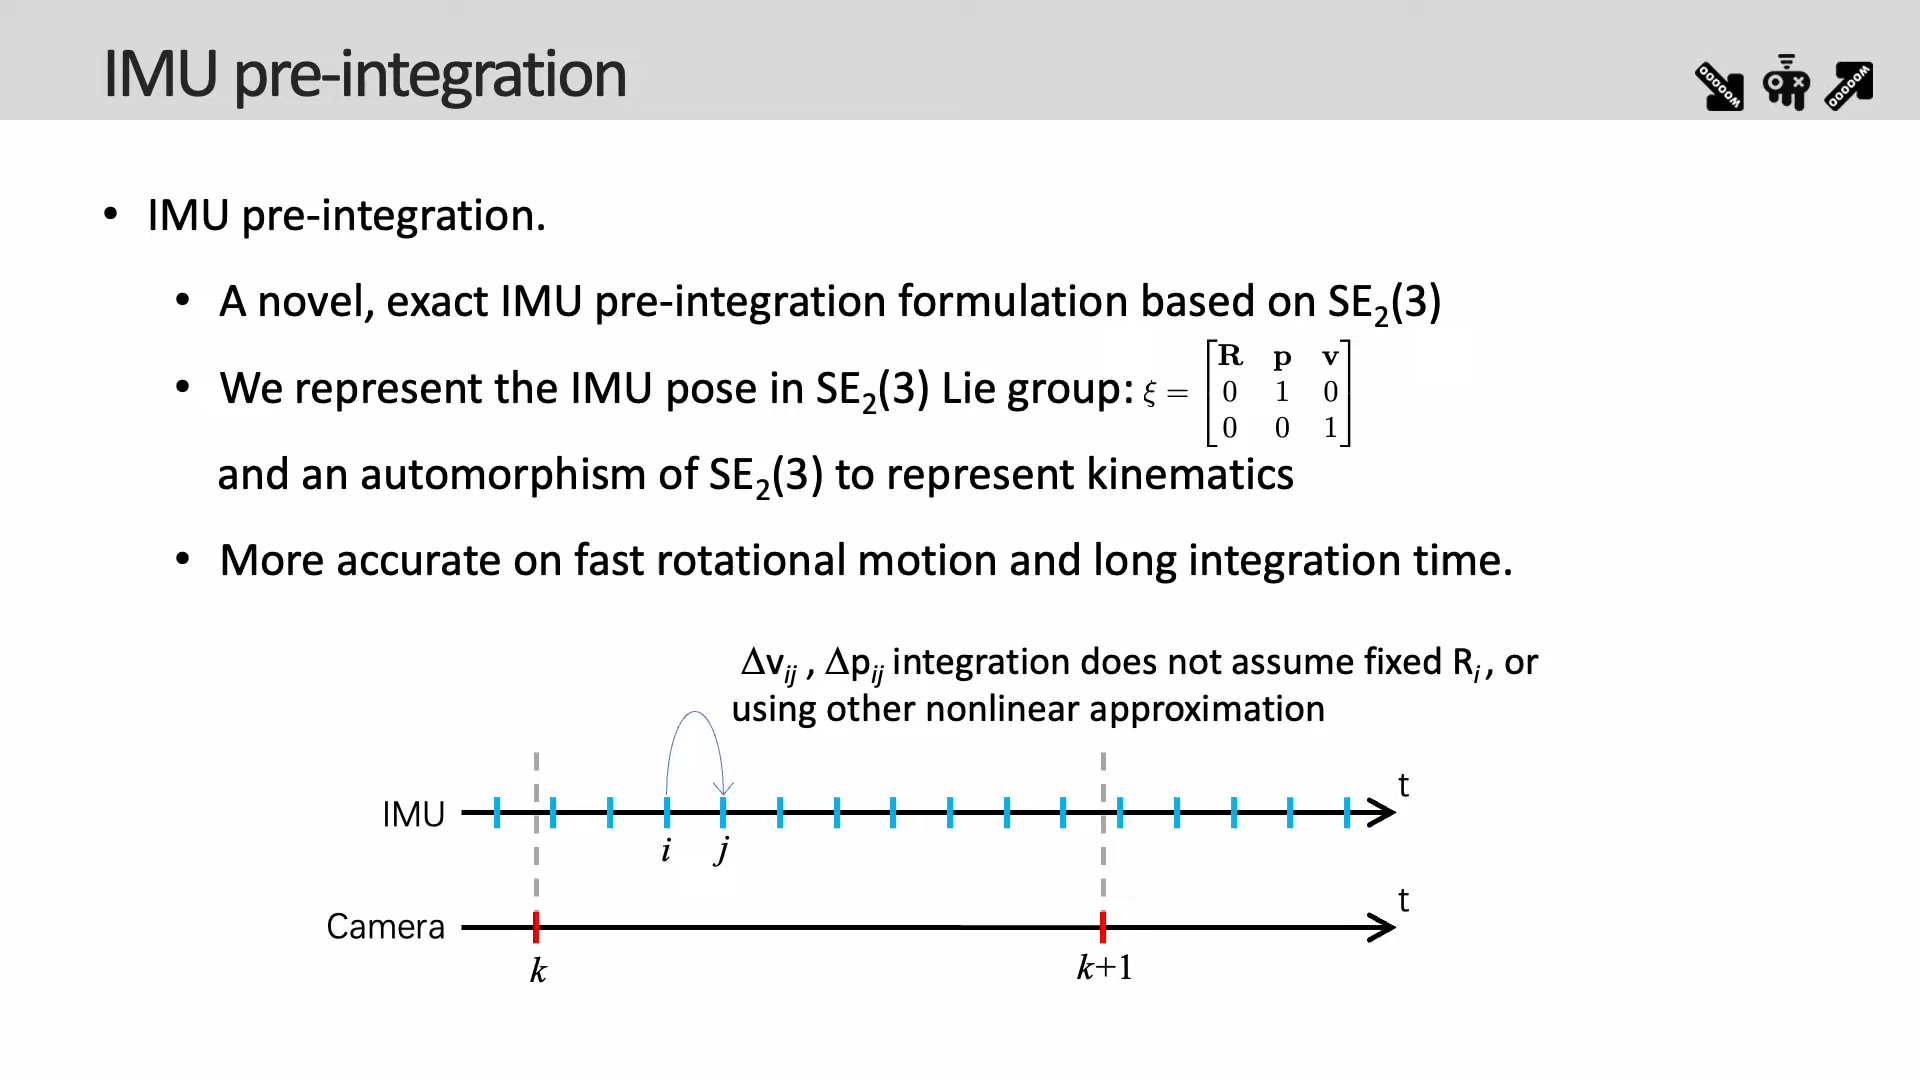 IMU pre-integration
WOOOOO
WOOOOO
• IMU pre-integration.
• A novel, exact IMU pre-integration formulation based on SE₂(3)
• We represent the IMU pose in SE₂(3) Lie group: ξ =
R p v
0 1 0
0 0 1
and an automorphism of SE₂(3) to represent kinematics
• More accurate on fast rotational motion and long integration time.
Δvᵢⱼ , Δpᵢⱼ integration does not assume fixed Rᵢ, or
using other nonlinear approximation
t
IMU
i j
t
Camera
k k+1